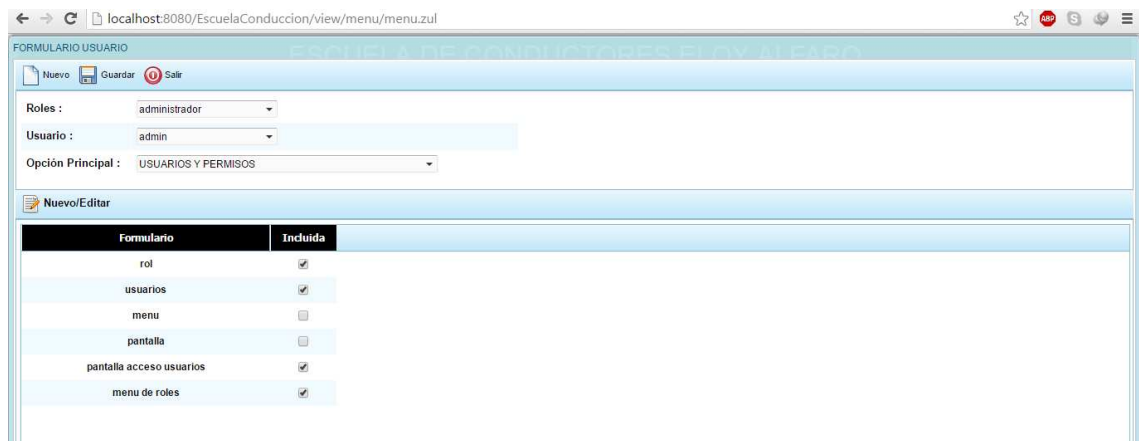 localhost:8080/EscuelaConduccion/view/menu/menu.zul
ABP
S
FORMULARIO USUARIO
ESCUELA DE CONDUCTORES ELOY ALFARO
Nuevo Guardar Salir
Roles : administrador
Usuario : admin
Opción Principal : USUARIOS Y PERMISOS
Nuevo/Editar
Formulario Incluida
rol
usuarios
menu
pantalla
pantalla acceso usuarios
menu de roles